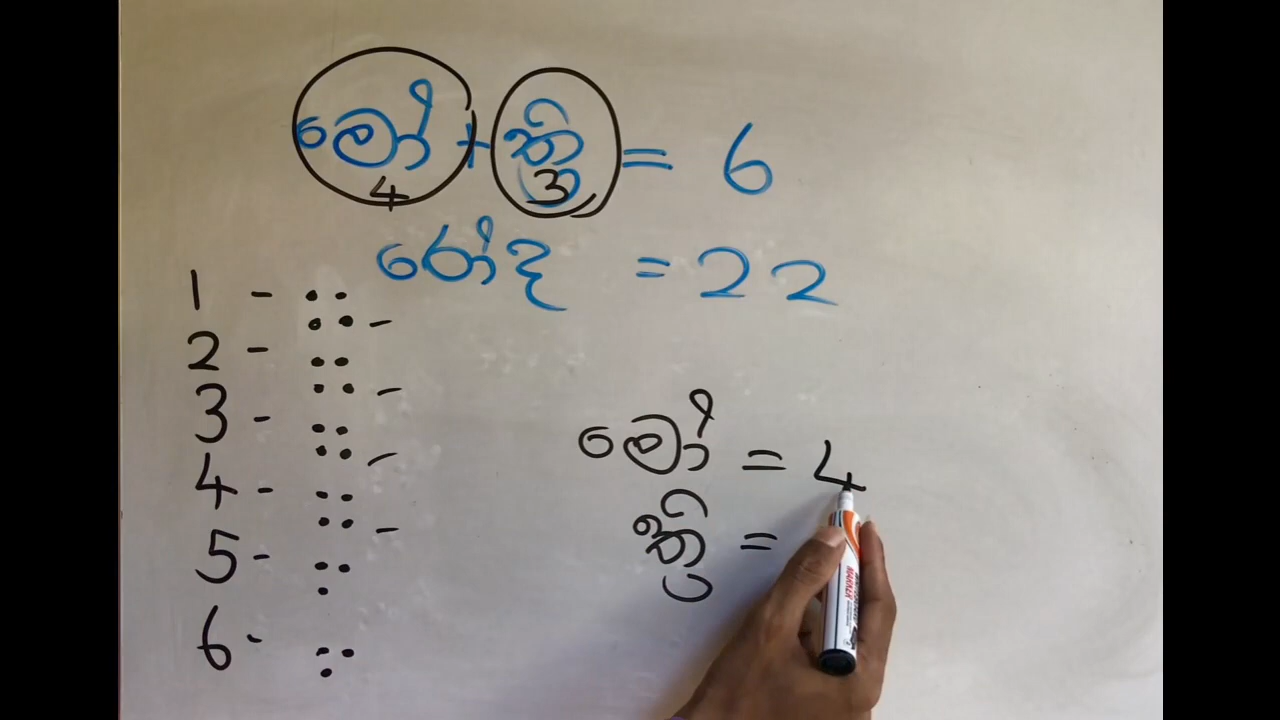 මෝ + ත්‍රි = 6
4 3
රෝද = 22
1 -
2 -
3 -
4 -
5 -
6 -
මෝ = 4
ත්‍රි =